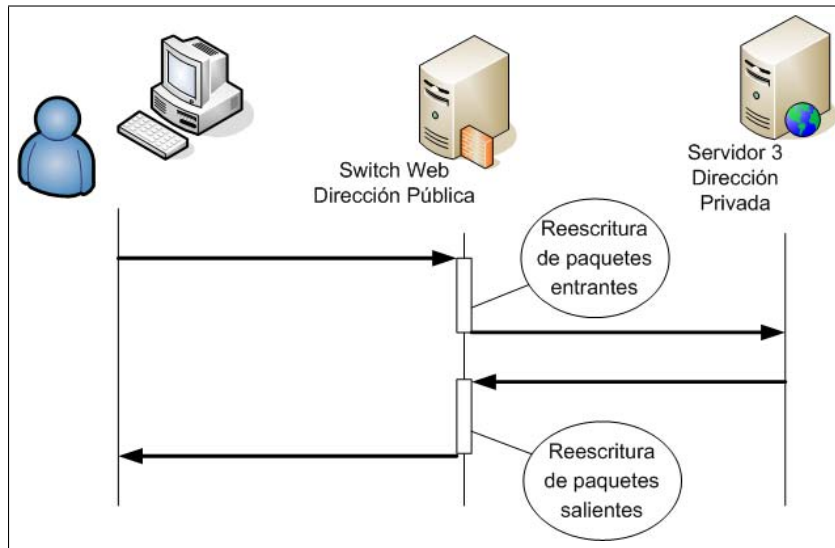 Switch Web
Dirección Pública
Servidor 3
Dirección
Privada
Reescritura
de paquetes
entrantes
Reescritura
de paquetes
salientes